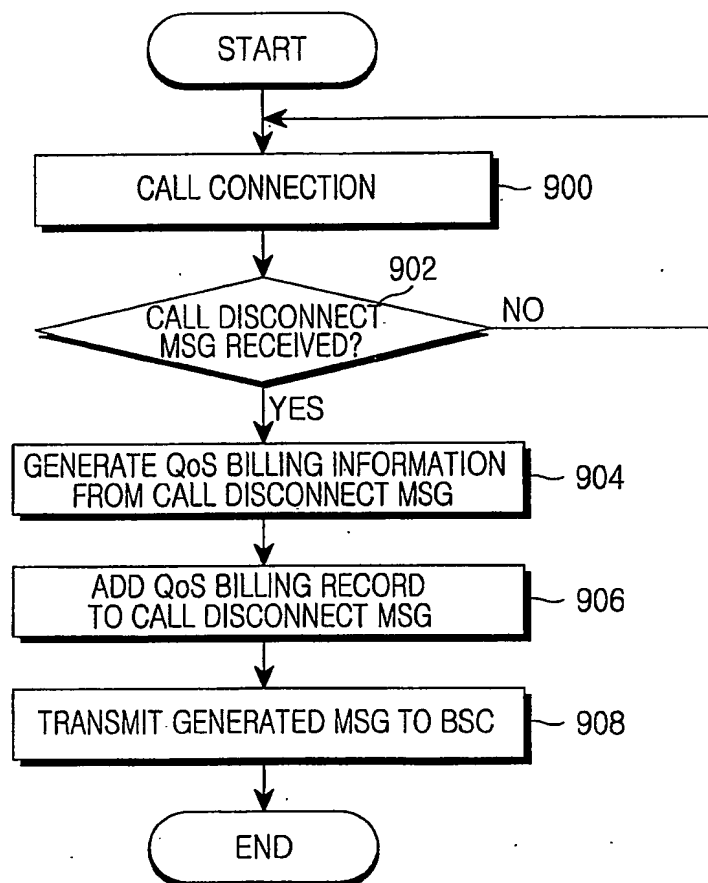 START
CALL CONNECTION
900
902
CALL DISCONNECT
MSG RECEIVED?
NO
YES
GENERATE QoS BILLING INFORMATION
FROM CALL DISCONNECT MSG
904
ADD QoS BILLING RECORD
TO CALL DISCONNECT MSG
906
TRANSMIT GENERATED MSG TO BSC
908
END